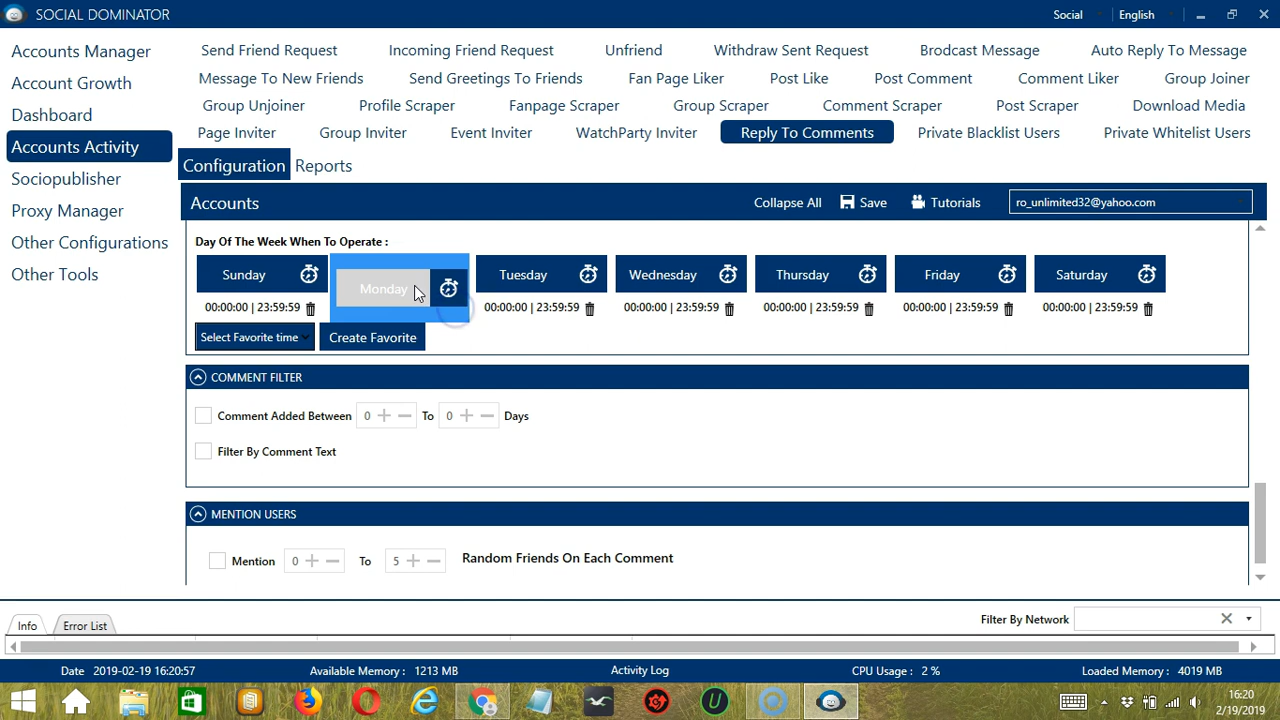 SOCIAL DOMINATOR
Social
English
Accounts Manager
Account Growth
Dashboard
Accounts Activity
Sociopublisher
Proxy Manager
Other Configurations
Other Tools
Send Friend Request
Incoming Friend Request
Unfriend
Withdraw Sent Request
Brodcast Message
Auto Reply To Message
Message To New Friends
Send Greetings To Friends
Fan Page Liker
Post Like
Post Comment
Comment Liker
Group Joiner
Group Unjoiner
Profile Scraper
Fanpage Scraper
Group Scraper
Comment Scraper
Post Scraper
Download Media
Page Inviter
Group Inviter
Event Inviter
WatchParty Inviter
Reply To Comments
Private Blacklist Users
Private Whitelist Users
Configuration
Reports
Accounts
Collapse All
Save
Tutorials
ro_unlimited32@yahoo.com
Day Of The Week When To Operate :
Sunday
Monday
Tuesday
Wednesday
Thursday
Friday
Saturday
00:00:00 | 23:59:59
00:00:00 | 23:59:59
00:00:00 | 23:59:59
00:00:00 | 23:59:59
00:00:00 | 23:59:59
00:00:00 | 23:59:59
Select Favorite time
Create Favorite
COMMENT FILTER
Comment Added Between 0 To 0 Days
Filter By Comment Text
MENTION USERS
Mention 0 To 5 Random Friends On Each Comment
Info
Error List
Filter By Network
Date 2019-02-19 16:20:57
Available Memory : 1213 MB
Activity Log
CPU Usage : 2 %
Loaded Memory : 4019 MB
16:20
2/19/2019